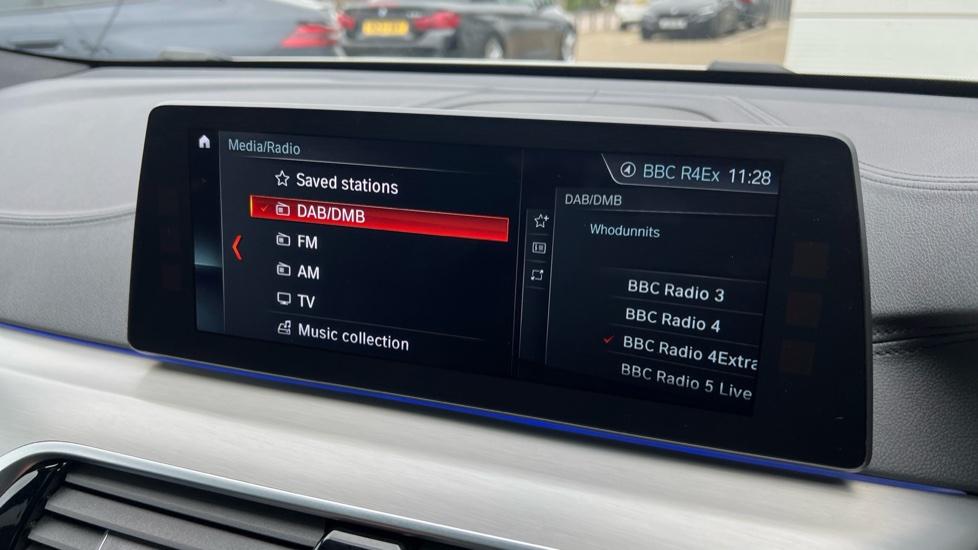 Media/Radio
Saved stations
DAB/DMB
FM
AM
TV
Music collection
BBC R4Ex 11:28
DAB/DMB
Whodunnits
BBC Radio 3
BBC Radio 4
BBC Radio 4Extra
BBC Radio 5 Live